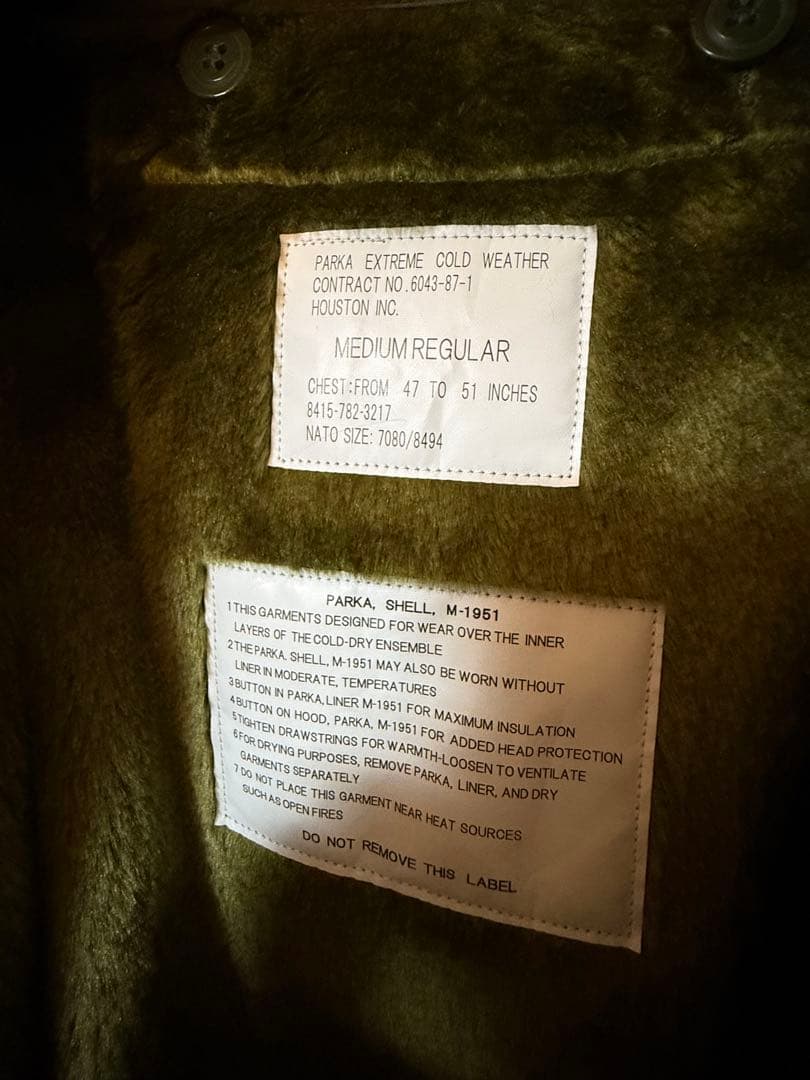 PARKA EXTREME COLD WEATHER
CONTRACT NO.6043-87-1
HOUSTON INC.
MEDIUM REGULAR
CHEST:FROM 47 TO 51 INCHES
8415-782-3217
NATO SIZE: 7080/8494
PARKA, SHELL, M-1951
1 THIS GARMENTS DESIGNED FOR WEAR OVER THE INNER
LAYERS OF THE COLD-DRY ENSEMBLE
2 THE PARKA. SHELL, M-1951 MAY ALSO BE WORN WITHOUT
LINER IN MODERATE, TEMPERATURES
3 BUTTON IN PARKA, LINER M-1951 FOR MAXIMUM INSULATION
4 BUTTON ON HOOD, PARKA, M-1951 FOR ADDED HEAD PROTECTION
5 TIGHTEN DRAWSTRINGS FOR WARMTH-LOOSEN TO VENTILATE
6 FOR DRYING PURPOSES, REMOVE PARKA, LINER, AND DRY
GARMENTS SEPARATELY
7 DO NOT PLACE THIS GARMENT NEAR HEAT SOURCES
SUCH AS OPEN FIRES
DO NOT REMOVE THIS LABEL